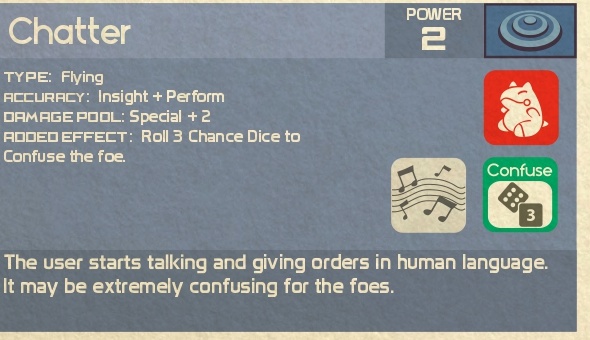 Chatter
POWER
2
TYPE: Flying
ACCURACY: Insight + Perform
DAMAGE POOL: Special + 2
ADDED EFFECT: Roll 3 Chance Dice to
Confuse the foe.
Confuse
3
The user starts talking and giving orders in human language.
It may be extremely confusing for the foes.